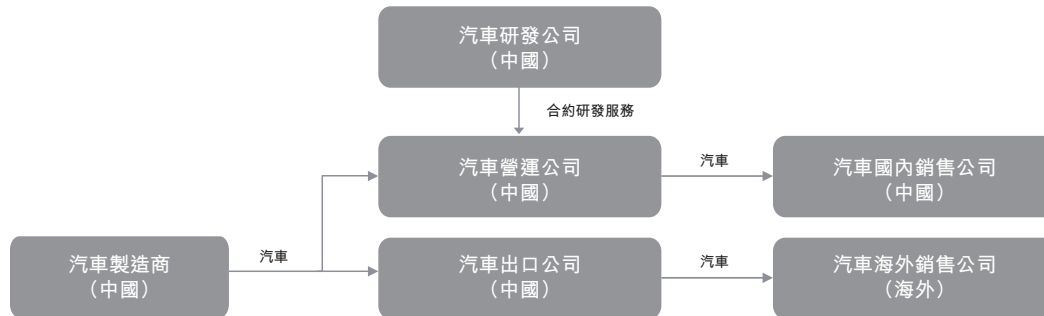 汽車研發公司
（中國）
合約研發服務
汽車營運公司
（中國）
汽車
汽車國內銷售公司
（中國）
汽車製造商
（中國）
汽車
汽車出口公司
（中國）
汽車
汽車海外銷售公司
（海外）